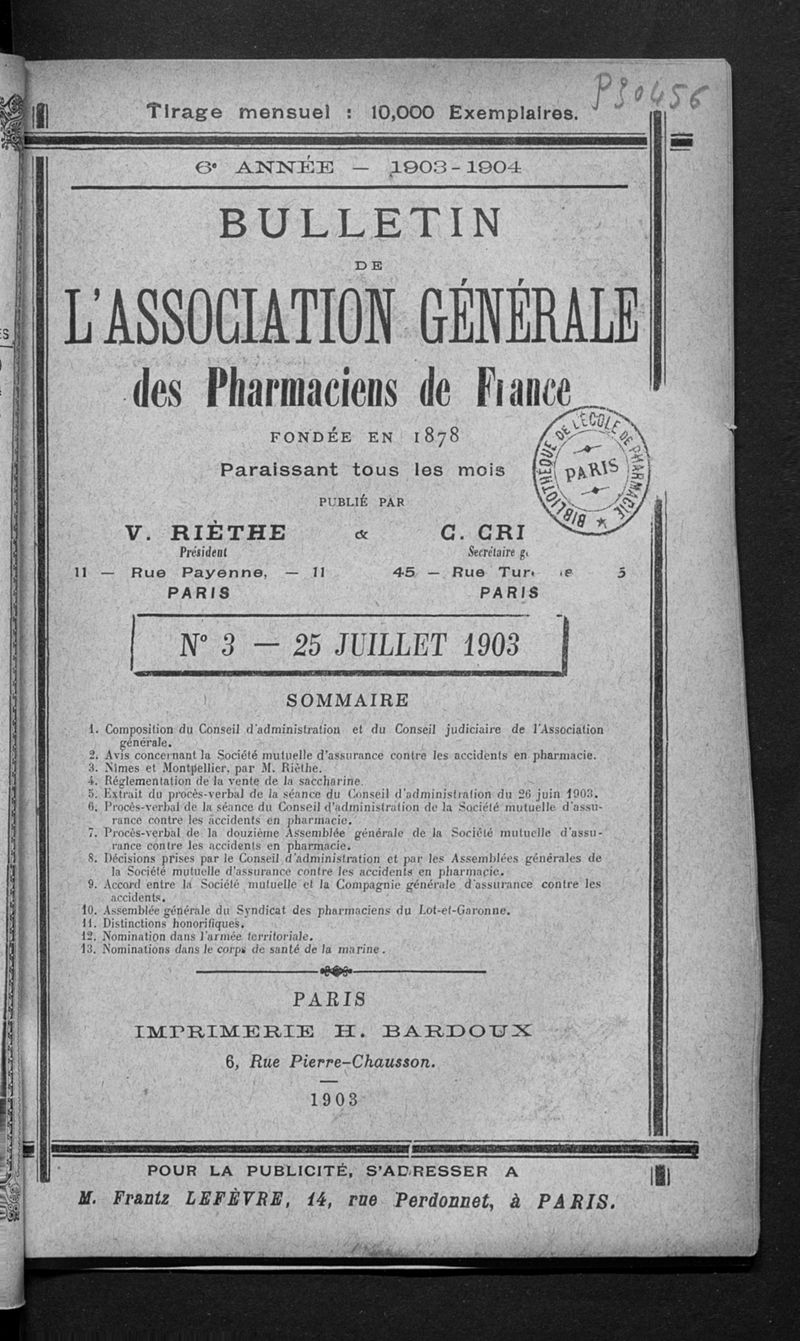 P30456
Tirage mensuel : 10,000 Exemplaires.
6e ANNÉE — 1903-1904
BULLETIN
DE
L'ASSOCIATION GÉNÉRALE
des Pharmaciens de France
FONDÉE EN 1878
Paraissant tous les mois
BIBLIOTHÈQUE DE L'ÉCOLE DE PHARMACIE
PARIS
PUBLIÉ PAR
V. RIÈTHE & C. CRI
Président Secrétaire g
11 — Rue Payenne, — 11 45 — Rue Tur e 5
PARIS PARIS
N° 3 — 25 JUILLET 1903
SOMMAIRE
1. Composition du Conseil d'administration et du Conseil judiciaire de l'Association
générale.
2. Avis concernant la Société mutuelle d'assurance contre les accidents en pharmacie.
3. Nîmes et Montpellier, par M. Rièthe.
4. Réglementation de la vente de la saccharine.
5. Extrait du procès-verbal de la séance du Conseil d'administration du 26 juin 1903.
6. Procès-verbal de la séance du Conseil d'administration de la Société mutuelle d'assu-
rance contre les accidents en pharmacie.
7. Procès-verbal de la douzième Assemblée générale de la Société mutuelle d'assu-
rance contre les accidents en pharmacie.
8. Décisions prises par le Conseil d'administration et par les Assemblées générales de
la Société mutuelle d'assurance contre les accidents en pharmacie.
9. Accord entre la Société mutuelle et la Compagnie générale d'assurance contre les
accidents.
10. Assemblée générale du Syndicat des pharmaciens du Lot-et-Garonne.
11. Distinctions honorifiques.
12. Nomination dans l'armée territoriale.
13. Nominations dans le corps de santé de la marine.
PARIS
IMPRIMERIE H. BARDOUX
6, Rue Pierre-Chausson.
1903
POUR LA PUBLICITÉ, S'ADRESSER A
M. Frantz LEFÈVRE, 14, rue Perdonnet, à PARIS.